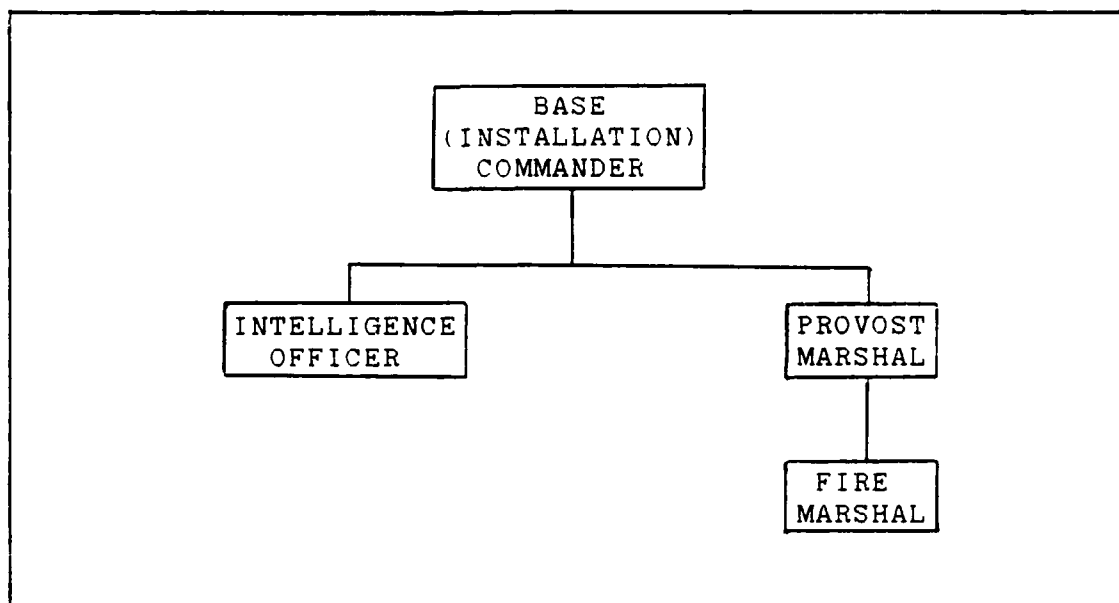 BASE
(INSTALLATION)
COMMANDER
INTELLIGENCE
OFFICER
PROVOST
MARSHAL
FIRE
MARSHAL